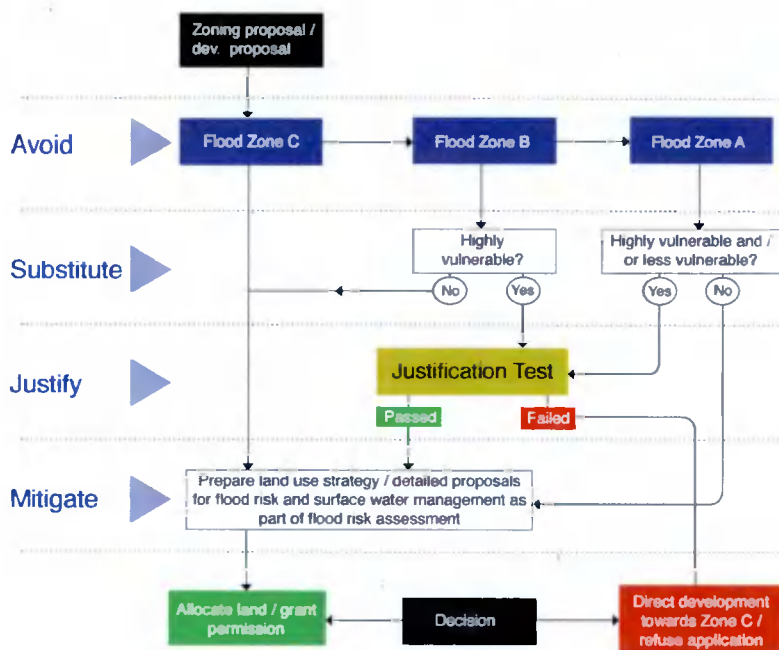 Zoning proposal /
dev. proposal
Avoid
Flood Zone C
Flood Zone B
Flood Zone A
Substitute
Highly
vulnerable?
Highly vulnerable and /
or less vulnerable?
No
Yes
Yes
No
Justify
Justification Test
Passed
Failed
Mitigate
Prepare land use strategy / detailed proposals
for flood risk and surface water management as
part of flood risk assessment
Allocate land / grant
permission
Decision
Direct development
towards Zone C /
refuse application